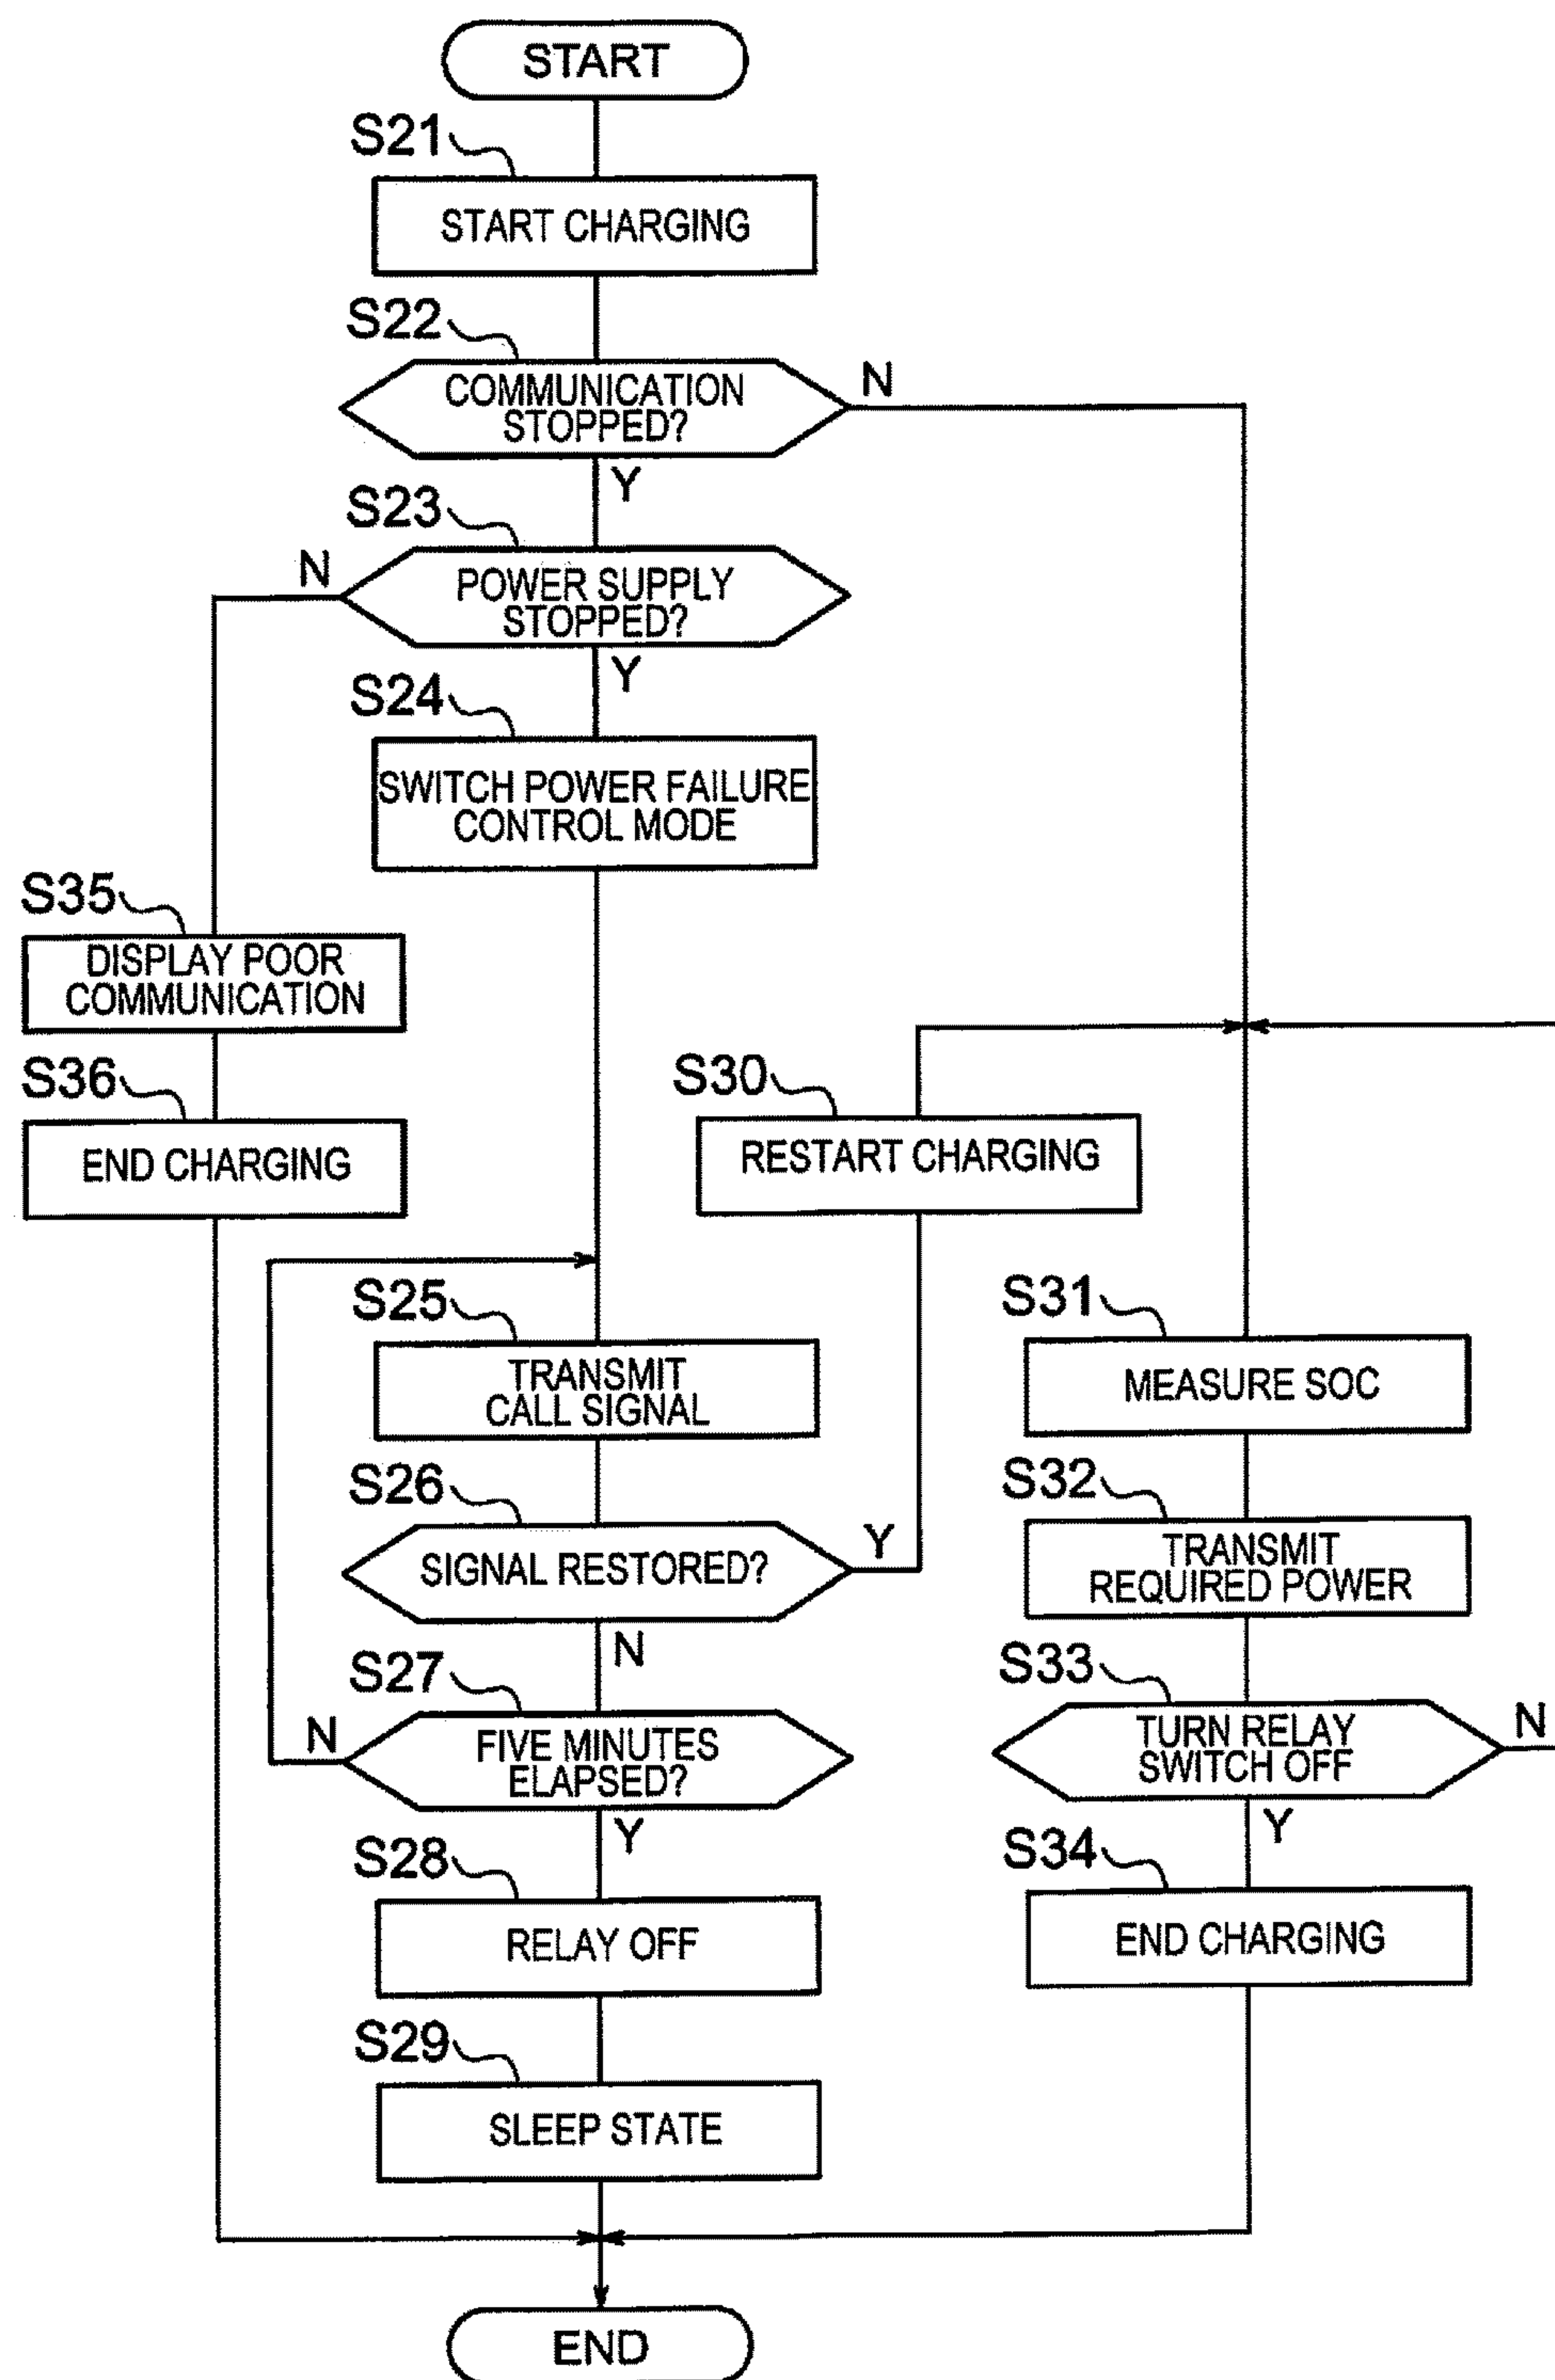 START
S21
START CHARGING
S22
COMMUNICATION
STOPPED?
N
Y
S23
N
POWER SUPPLY
STOPPED?
Y
S24
SWITCH POWER FAILURE
CONTROL MODE
S35
DISPLAY POOR
COMMUNICATION
S36
END CHARGING
S30
RESTART CHARGING
S25
TRANSMIT
CALL SIGNAL
S26
SIGNAL RESTORED?
Y
N
S27
N
FIVE MINUTES
ELAPSED?
Y
S28
RELAY OFF
S29
SLEEP STATE
S31
MEASURE SOC
S32
TRANSMIT
REQUIRED POWER
S33
TURN RELAY
SWITCH OFF
N
Y
S34
END CHARGING
END